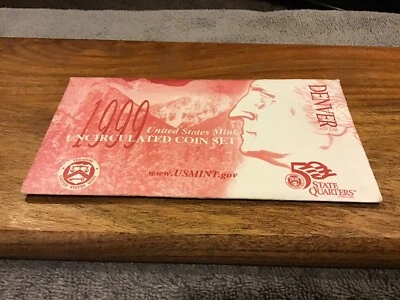 1999
United States Mint
UNCIRCULATED COIN SET
DENVER
www.USMINT.gov
50
STATE
QUARTERS